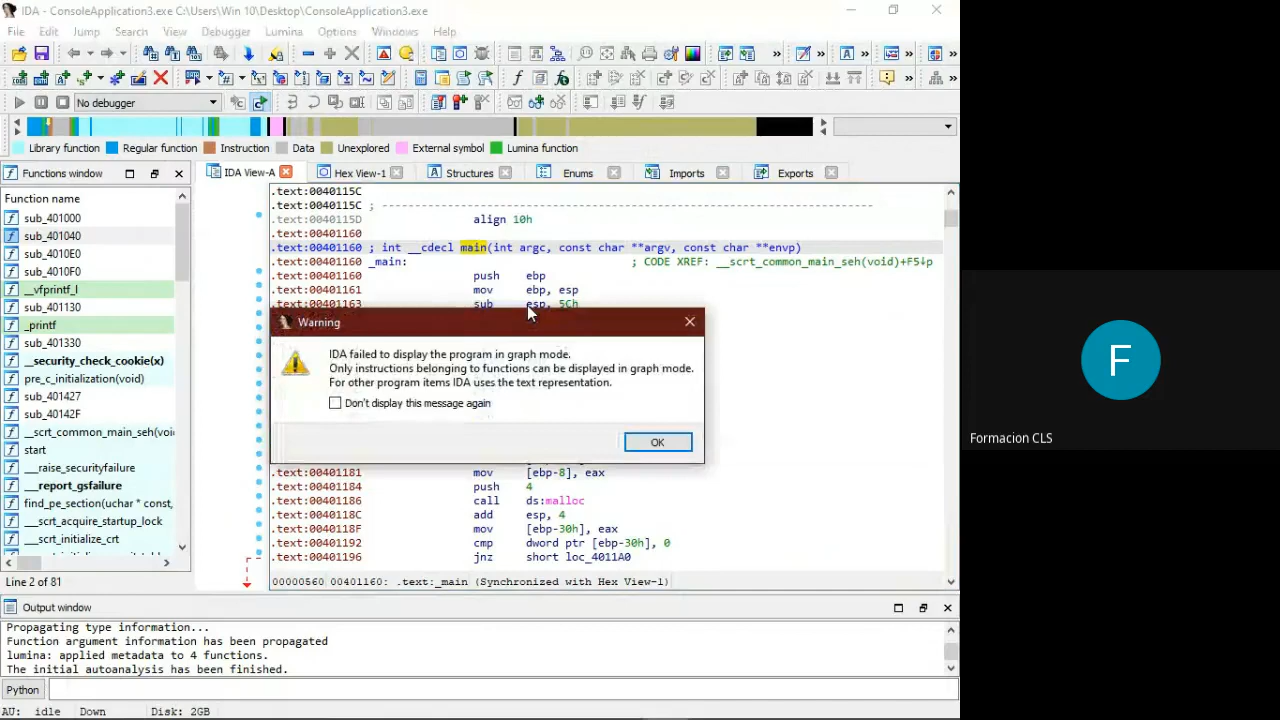 IDA - ConsoleApplication3.exe C:\Users\Win 10\Desktop\ConsoleApplication3.exe
File Edit Jump Search View Debugger Lumina Options Windows Help
No debugger
Library function Regular function Instruction Data Unexplored External symbol Lumina function
Functions window
IDA View-A Hex View-1 Structures Enums Imports Exports
Function name
sub_401000
sub_401040
sub_4010E0
sub_4010F0
__vfprintf_l
sub_401130
_printf
sub_401330
__security_check_cookie(x)
pre_c_initialization(void)
sub_401427
sub_40142F
__scrt_common_main_seh(voi
start
__raise_securityfailure
__report_gsfailure
find_pe_section(uchar * const,
__scrt_acquire_startup_lock
__scrt_initialize_crt
Line 2 of 81
.text:0040115C
.text:0040115C ; ---------------------------------------------------------------------------
.text:0040115D align 10h
.text:00401160
.text:00401160 ; int __cdecl main(int argc, const char **argv, const char **envp)
.text:00401160 _main: ; CODE XREF: __scrt_common_main_seh(void)+F5↓p
.text:00401160 push ebp
.text:00401161 mov ebp, esp
.text:00401163 sub esp, 5Ch
Warning
IDA failed to display the program in graph mode.
Only instructions belonging to functions can be displayed in graph mode.
For other program items IDA uses the text representation.
Don't display this message again
OK
.text:00401181 mov [ebp-8], eax
.text:00401184 push 4
.text:00401186 call ds:malloc
.text:0040118C add esp, 4
.text:0040118F mov [ebp-30h], eax
.text:00401192 cmp dword ptr [ebp-30h], 0
.text:00401196 jnz short loc_4011A0
00000560 00401160: .text:_main (Synchronized with Hex View-1)
Output window
Propagating type information...
Function argument information has been propagated
lumina: applied metadata to 4 functions.
The initial autoanalysis has been finished.
Python
AU: idle Down Disk: 2GB
F
Formacion CLS